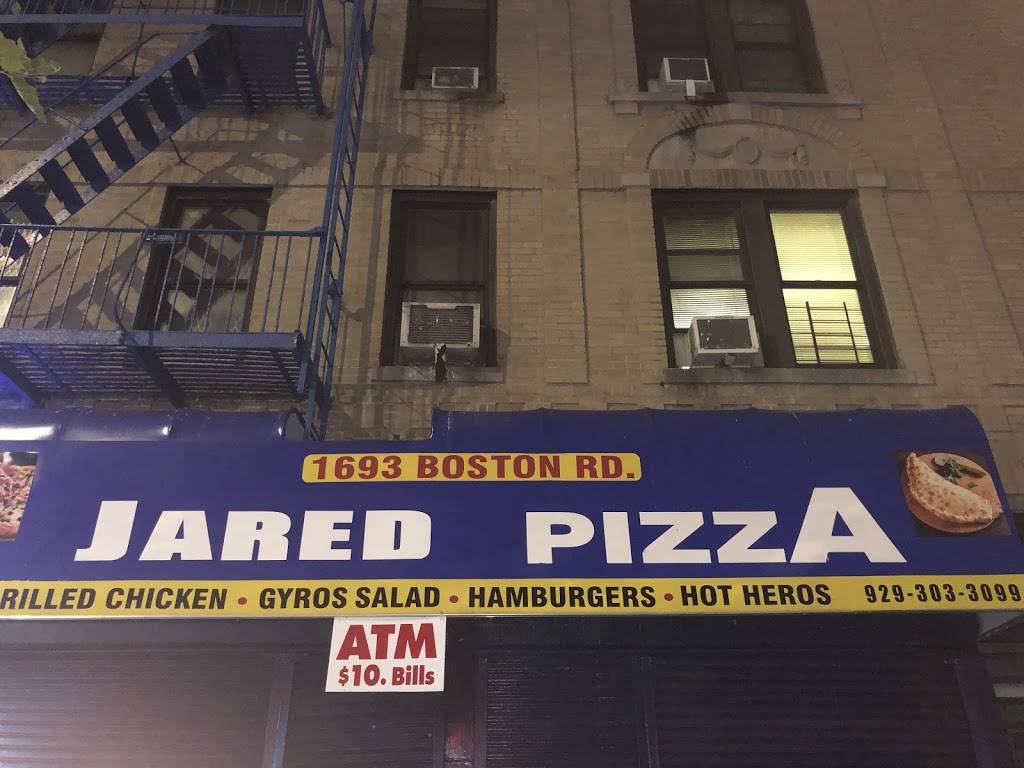 1693 BOSTON RD.
JARED PIZZA
RILLED CHICKEN • GYROS SALAD • HAMBURGERS • HOT HEROS 929-303-3099
ATM
$10. Bills